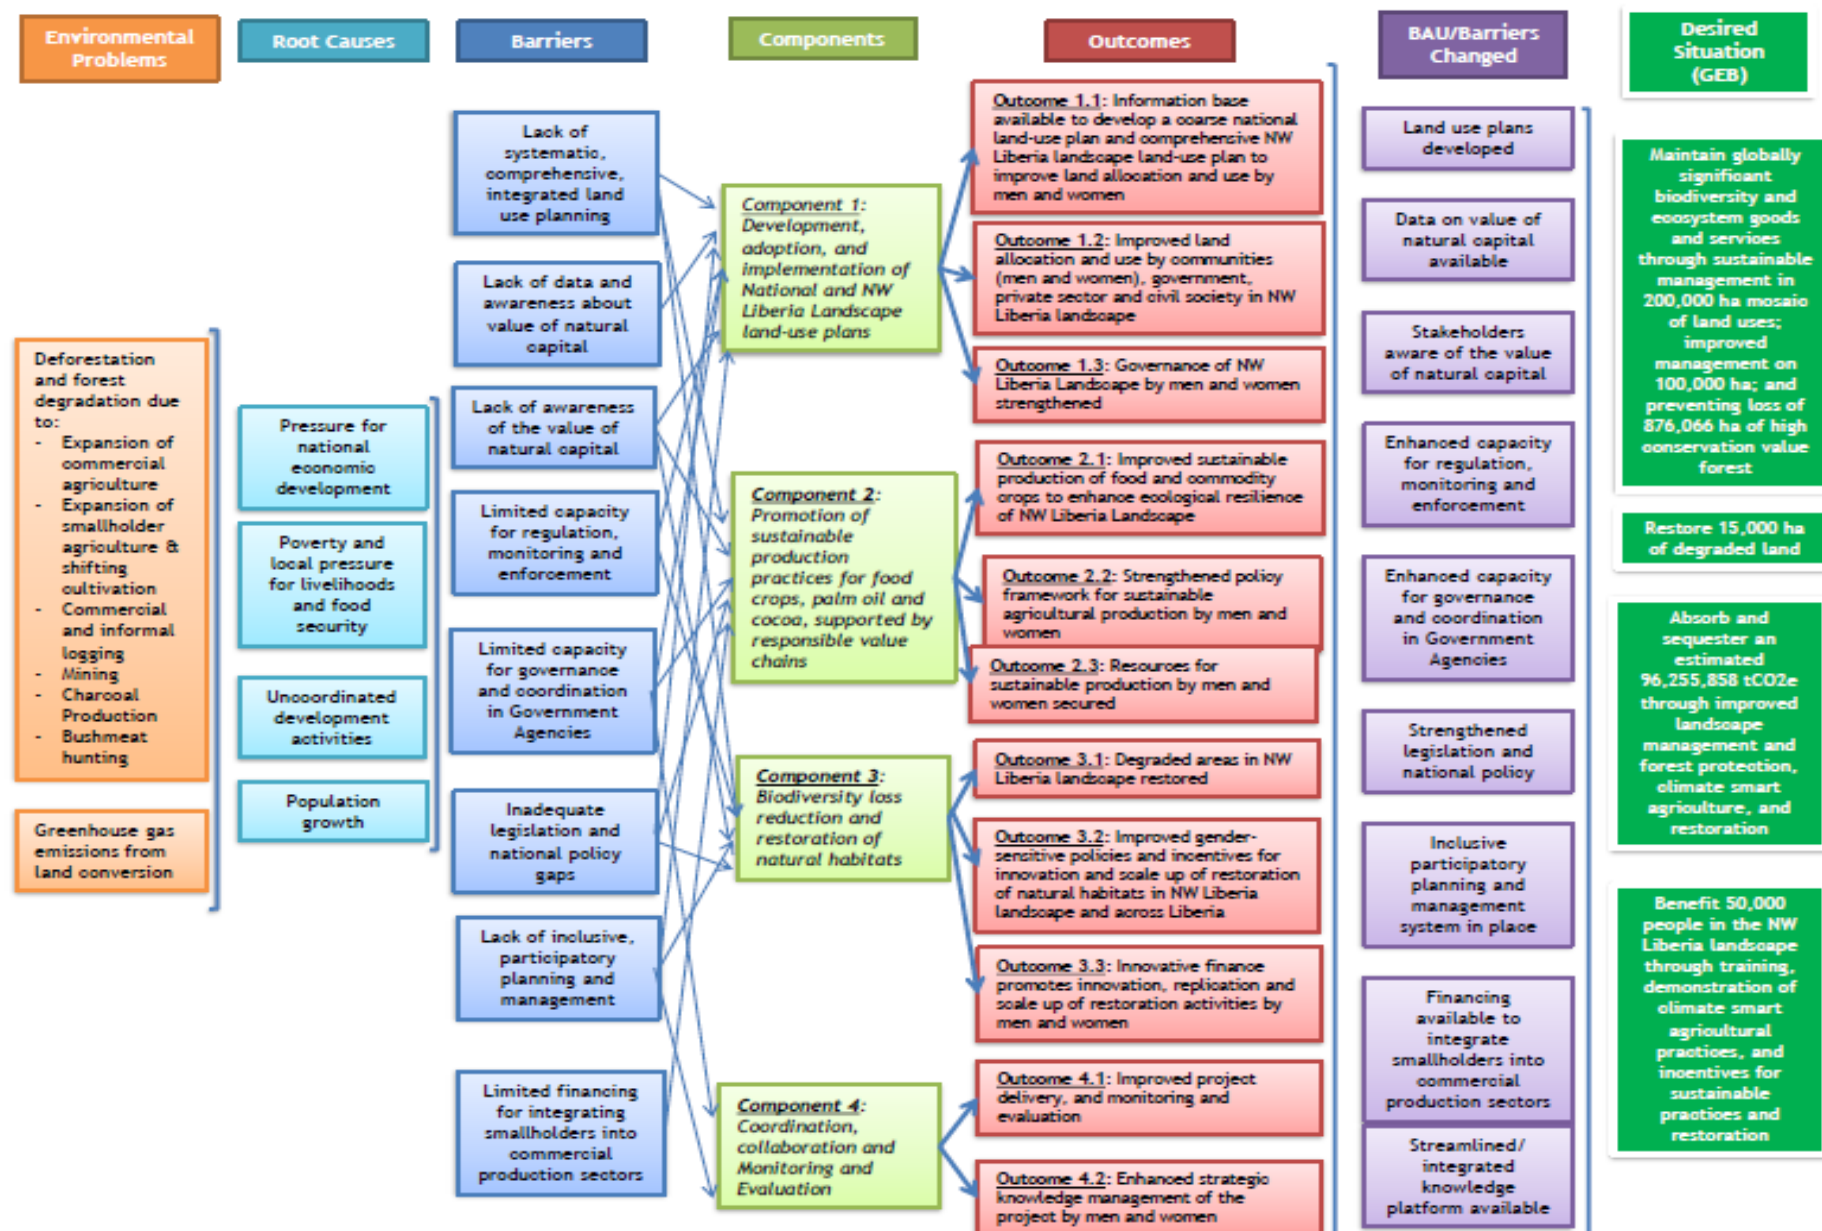 Environmental
Problems
Root Causes
Barriers
Components
Outcomes
BAU/Barriers
Changed
Desired
Situation
(GEB)
Deforestation
and forest
degradation due
to:
- Expansion of
commercial
agriculture
- Expansion of
smallholder
agriculture &
shifting
cultivation
- Commercial
and informal
logging
- Mining
- Charcoal
Production
- Bushmeat
hunting
Greenhouse gas
emissions from
land conversion
Pressure for
national
economic
development
Poverty and
local pressure
for livelihoods
and food
security
Uncoordinated
development
activities
Population
growth
Lack of
systematic,
comprehensive,
integrated land
use planning
Lack of data and
awareness about
value of natural
capital
Lack of awareness
of the value of
natural capital
Limited capacity
for regulation,
monitoring and
enforcement
Limited capacity
for governance
and coordination
in Government
Agencies
Inadequate
legislation and
national policy
gaps
Lack of inclusive,
participatory
planning and
management
Limited financing
for integrating
smallholders into
commercial
production sectors
Component 1:
Development,
adoption, and
implementation of
National and NW
Liberia Landscape
land-use plans
Component 2:
Promotion of
sustainable
production
practices for food
crops, palm oil and
cocoa, supported by
responsible value
chains
Component 3:
Biodiversity loss
reduction and
restoration of
natural habitats
Component 4:
Coordination,
collaboration and
Monitoring and
Evaluation
Outcome 1.1: Information base
available to develop a coarse national
land-use plan and comprehensive NW
Liberia landscape land-use plan to
improve land allocation and use by
men and women
Outcome 1.2: Improved land
allocation and use by communities
(men and women), government,
private sector and civil society in NW
Liberia landscape
Outcome 1.3: Governance of NW
Liberia Landscape by men and women
strengthened
Outcome 2.1: Improved sustainable
production of food and commodity
crops to enhance ecological resilience
of NW Liberia Landscape
Outcome 2.2: Strengthened policy
framework for sustainable
agricultural production by men and
women
Outcome 2.3: Resources for
sustainable production by men and
women secured
Outcome 3.1: Degraded areas in NW
Liberia landscape restored
Outcome 3.2: Improved gender-
sensitive policies and incentives for
innovation and scale up of restoration
of natural habitats in NW Liberia
landscape and across Liberia
Outcome 3.3: Innovative finance
promotes innovation, replication and
scale up of restoration activities by
men and women
Outcome 4.1: Improved project
delivery, and monitoring and
evaluation
Outcome 4.2: Enhanced strategic
knowledge management of the
project by men and women
Land use plans
developed
Data on value of
natural capital
available
Stakeholders
aware of the value
of natural capital
Enhanced capacity
for regulation,
monitoring and
enforcement
Enhanced capacity
for governance
and coordination
in Government
Agencies
Strengthened
legislation and
national policy
Inclusive
participatory
planning and
management
system in place
Financing
available to
integrate
smallholders into
commercial
production sectors
Streamlined/
integrated
knowledge
platform available
Maintain globally
significant
biodiversity and
ecosystem goods
and services
through sustainable
management in
200,000 ha mosaic
of land uses;
improved
management on
100,000 ha; and
preventing loss of
876,066 ha of high
conservation value
forest
Restore 15,000 ha
of degraded land
Absorb and
sequester an
estimated
96,255,858 tCO2e
through improved
landscape
management and
forest protection,
climate smart
agriculture, and
restoration
Benefit 50,000
people in the NW
Liberia landscape
through training,
demonstration of
climate smart
agricultural
practices, and
incentives for
sustainable
practices and
restoration